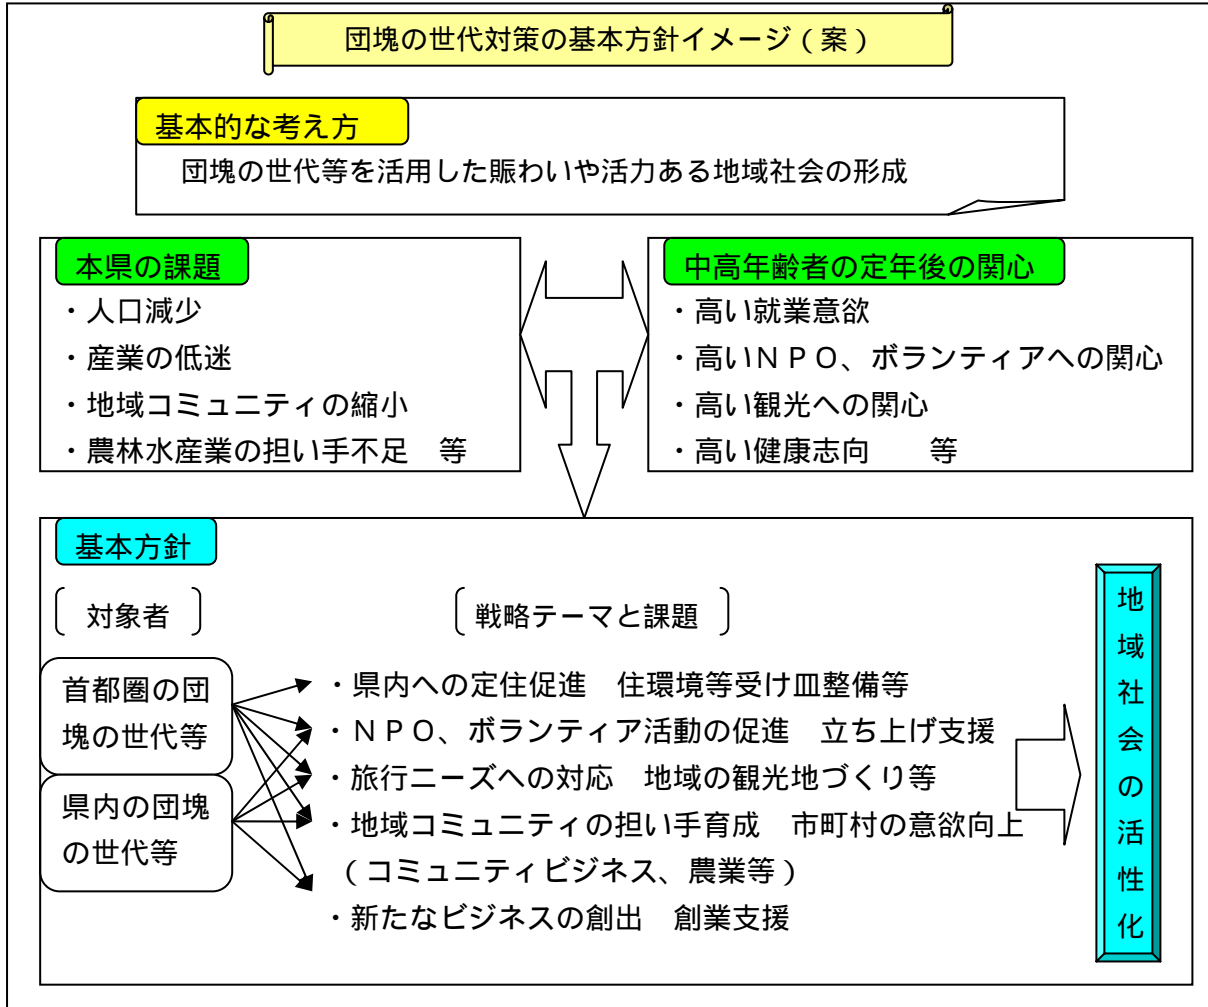 団塊の世代対策の基本方針イメージ（案）
基本的な考え方
団塊の世代等を活用した賑わいや活力ある地域社会の形成
本県の課題
・人口減少
・産業の低迷
・地域コミュニティの縮小
・農林水産業の担い手不足　等
中高年齢者の定年後の関心
・高い就業意欲
・高いＮＰＯ、ボランティアへの関心
・高い観光への関心
・高い健康志向　　等
基本方針
〔 対象者 〕
〔 戦略テーマと課題 〕
首都圏の団
塊の世代等
県内の団塊
の世代等
・県内への定住促進　住環境等受け皿整備等
・ＮＰＯ、ボランティア活動の促進　立ち上げ支援
・旅行ニーズへの対応　地域の観光地づくり等
・地域コミュニティの担い手育成　市町村の意欲向上
（コミュニティビジネス、農業等）
・新たなビジネスの創出　創業支援
地域社会の活性化